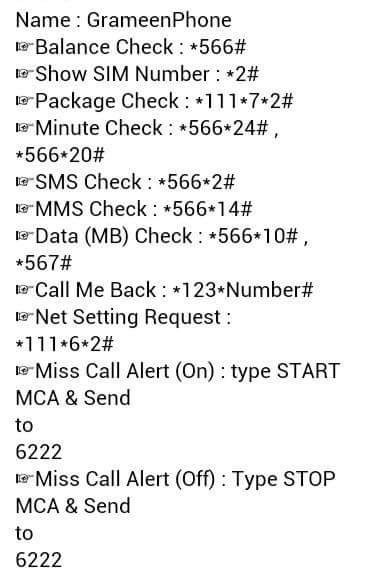 Name : GrameenPhone
☞Balance Check : *566#
☞Show SIM Number : *2#
☞Package Check : *111*7*2#
☞Minute Check : *566*24# ,
*566*20#
☞SMS Check : *566*2#
☞MMS Check : *566*14#
☞Data (MB) Check : *566*10# ,
*567#
☞Call Me Back : *123*Number#
☞Net Setting Request :
*111*6*2#
☞Miss Call Alert (On) : type START
MCA & Send
to
6222
☞Miss Call Alert (Off) : Type STOP
MCA & Send
to
6222